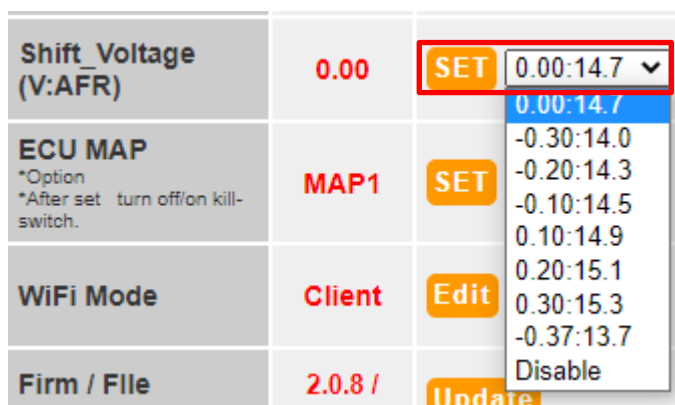 Shift_Voltage
(V:AFR)
0.00
SET
0.00:14.7
0.00:14.7
-0.30:14.0
-0.20:14.3
-0.10:14.5
0.10:14.9
0.20:15.1
0.30:15.3
-0.37:13.7
Disable
ECU MAP
*Option
*After set turn off/on kill-
switch.
MAP1
SET
WiFi Mode
Client
Edit
Firm / FIle
2.0.8 /
Update